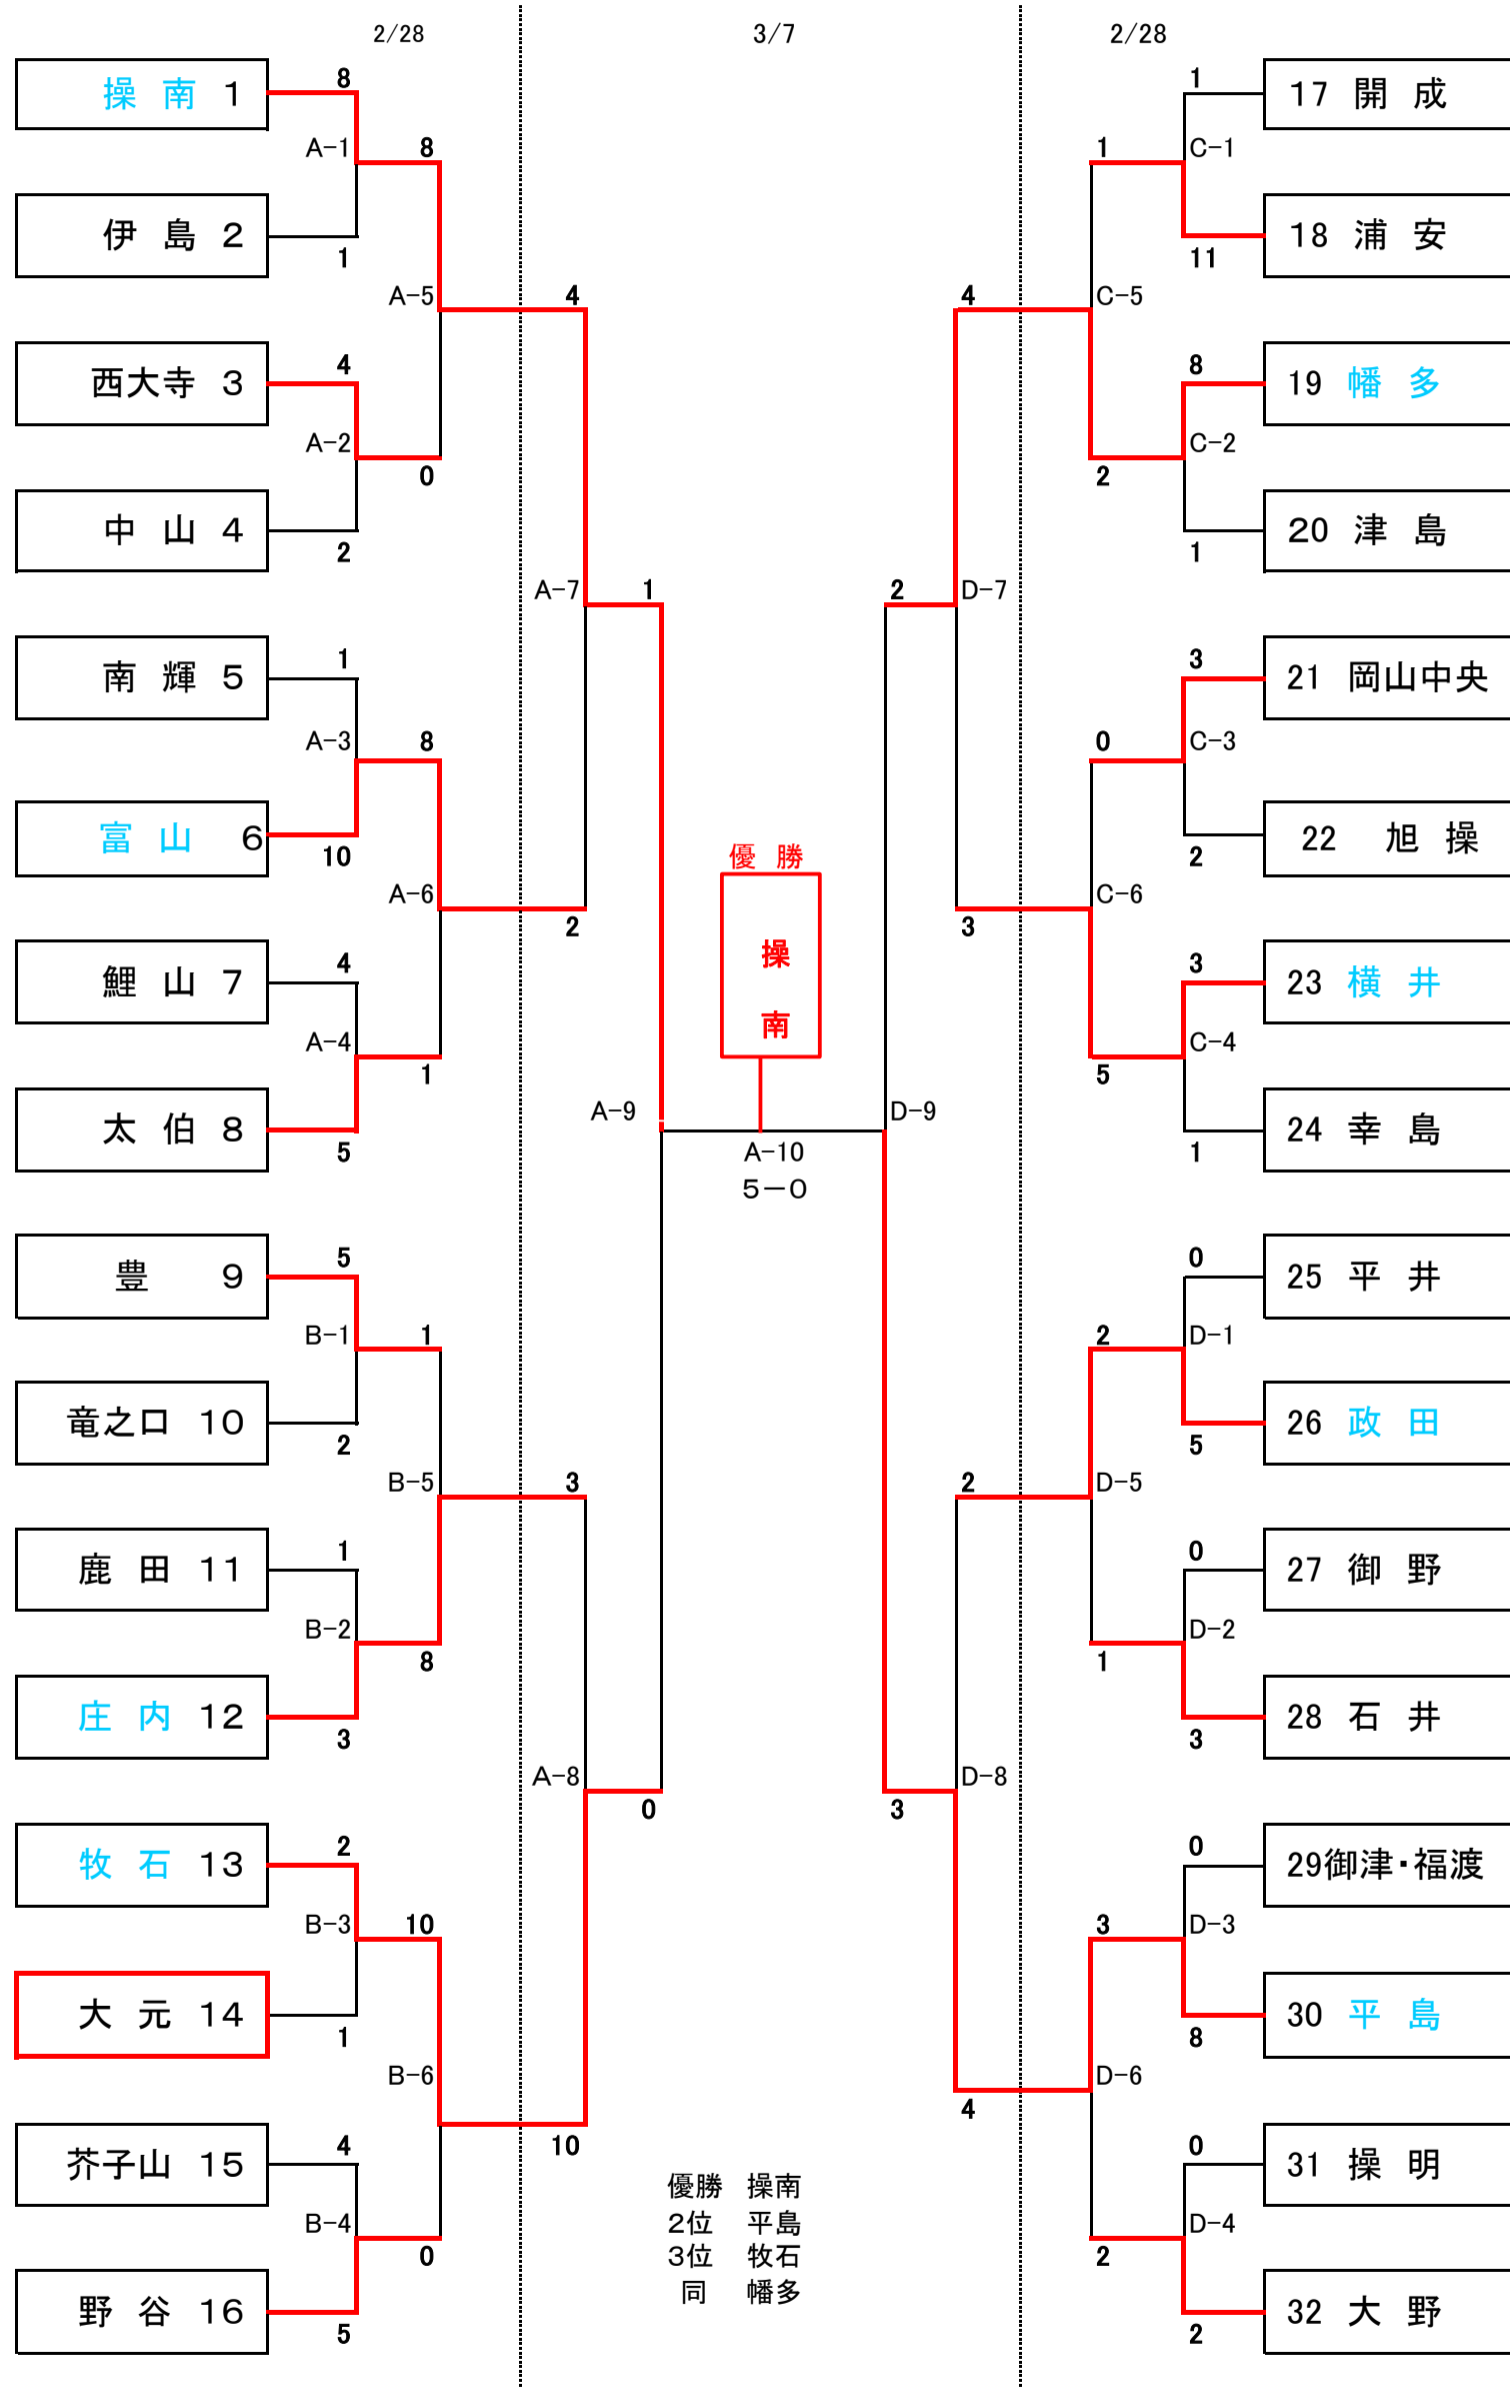 2/28 3/7 2/28
操南 1 8 1 17 開成
A-1 8 1 C-1
伊島 2 1 11 18 浦安
A-5 4 4 C-5
西大寺 3 4 8 19 幡多
A-2 0 2 C-2
中山 4 2 1 20 津島
A-7 1 2 D-7
南輝 5 1 3 21 岡山中央
A-3 8 0 C-3
富山 6 10 2 22 旭操
優勝
A-6 2 3 C-6
操南
鯉山 7 4 3 23 横井
A-4 1 5 C-4
太伯 8 5 1 24 幸島
A-9 D-9
A-10
5－0
豊 9 5 0 25 平井
B-1 1 2 D-1
竜之口 10 2 5 26 政田
B-5 3 2 D-5
鹿田 11 1 0 27 御野
B-2 8 1 D-2
庄内 12 3 3 28 石井
A-8 0 3 D-8
牧石 13 2 0 29御津・福渡
B-3 10 3 D-3
大元 14 1 8 30 平島
B-6 10 4 D-6
芥子山 15 4 0 31 操明
B-4 0 2 D-4
野谷 16 5 2 32 大野
優勝 操南
2位 平島
3位 牧石
同 幡多